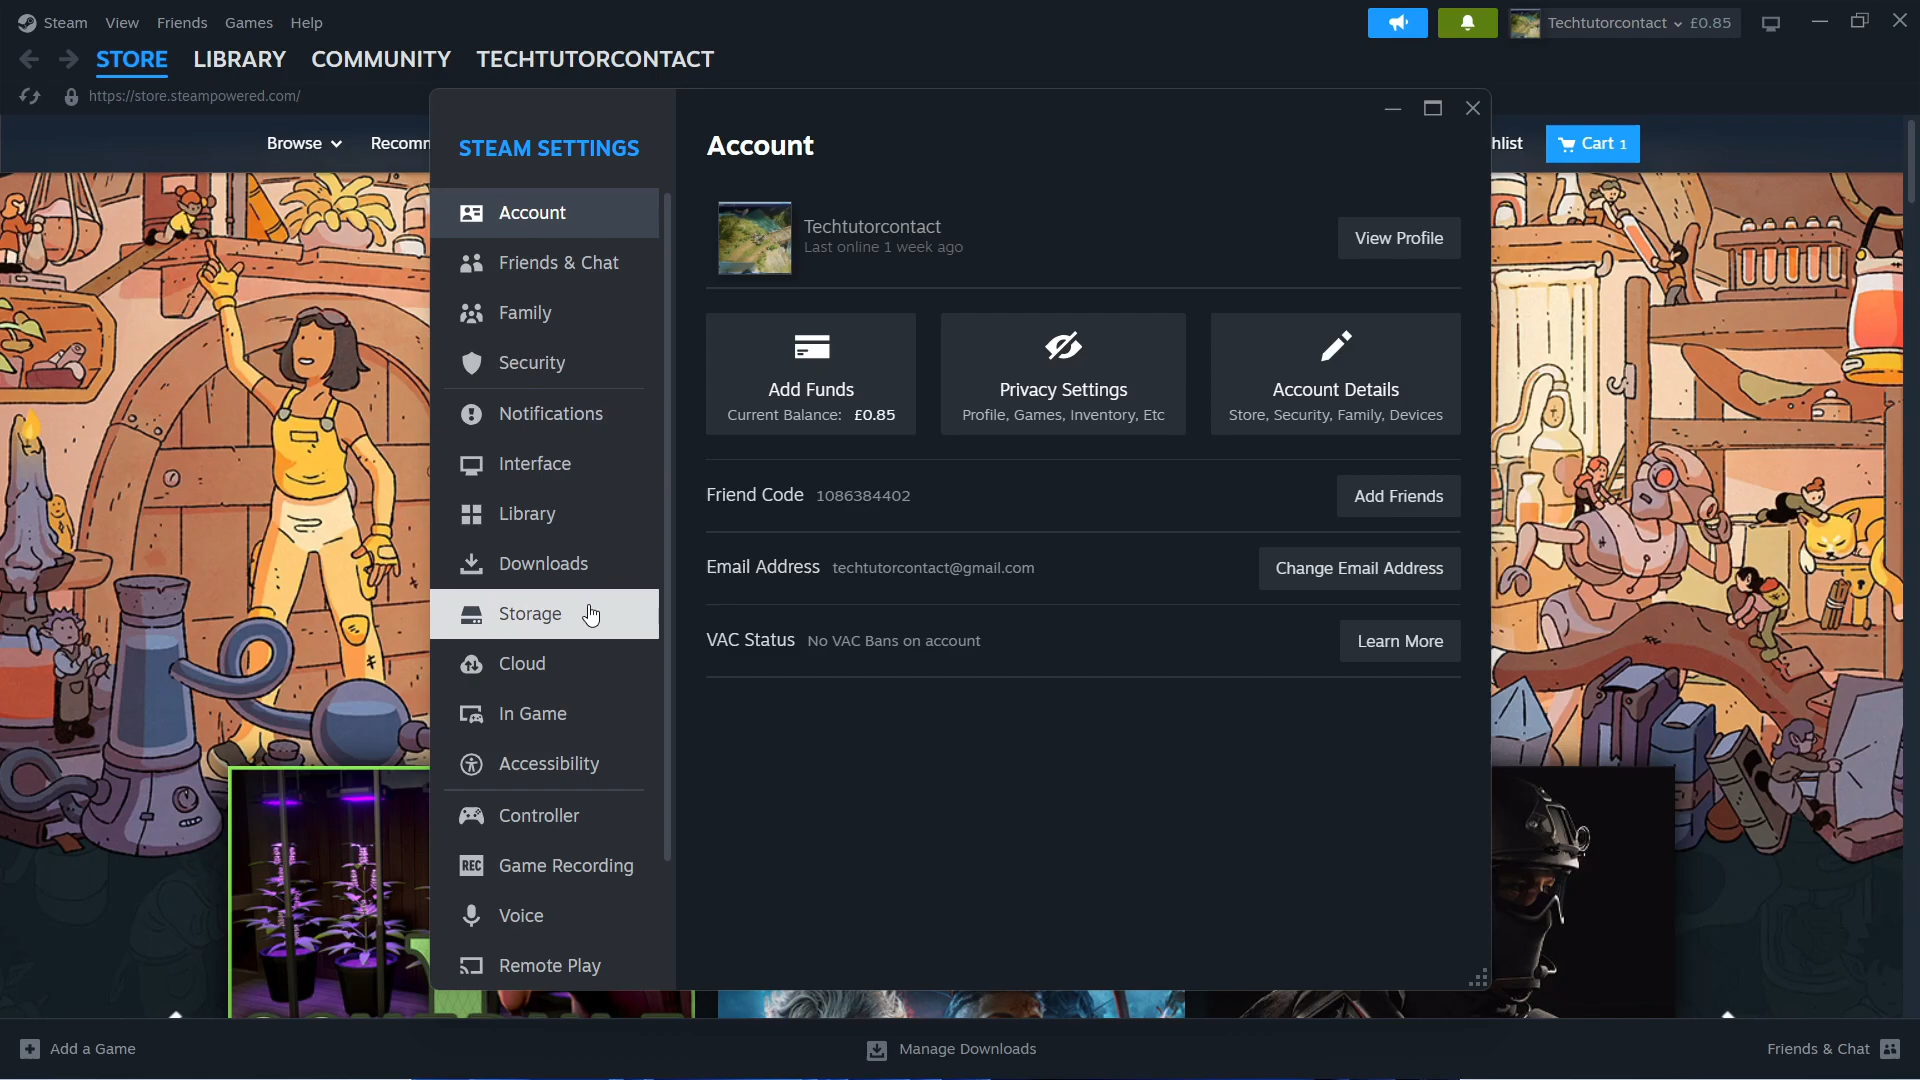 Steam View Friends Games Help
Techtutorcontact £0.85
STORE LIBRARY COMMUNITY TECHTUTORCONTACT
https://store.steampowered.com/
Browse Recomm
hlist Cart 1
STEAM SETTINGS
Account
Friends & Chat
Family
Security
Notifications
Interface
Library
Downloads
Storage
Cloud
In Game
Accessibility
Controller
REC Game Recording
Voice
Remote Play
Account
Techtutorcontact
Last online 1 week ago
View Profile
Add Funds
Current Balance: £0.85
Privacy Settings
Profile, Games, Inventory, Etc
Account Details
Store, Security, Family, Devices
Friend Code 1086384402
Add Friends
Email Address techtutorcontact@gmail.com
Change Email Address
VAC Status No VAC Bans on account
Learn More
Add a Game
Manage Downloads
Friends & Chat